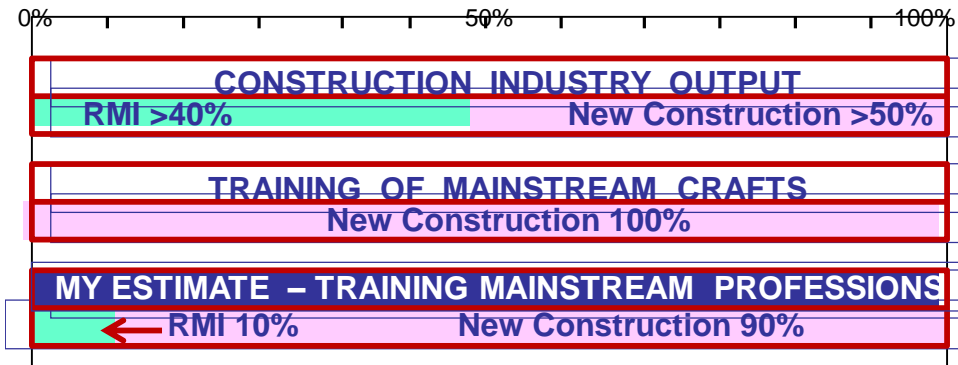 0% 50% 100%
CONSTRUCTION INDUSTRY OUTPUT
RMI >40% New Construction >50%
TRAINING OF MAINSTREAM CRAFTS
New Construction 100%
MY ESTIMATE – TRAINING MAINSTREAM PROFESSIONS
RMI 10% New Construction 90%